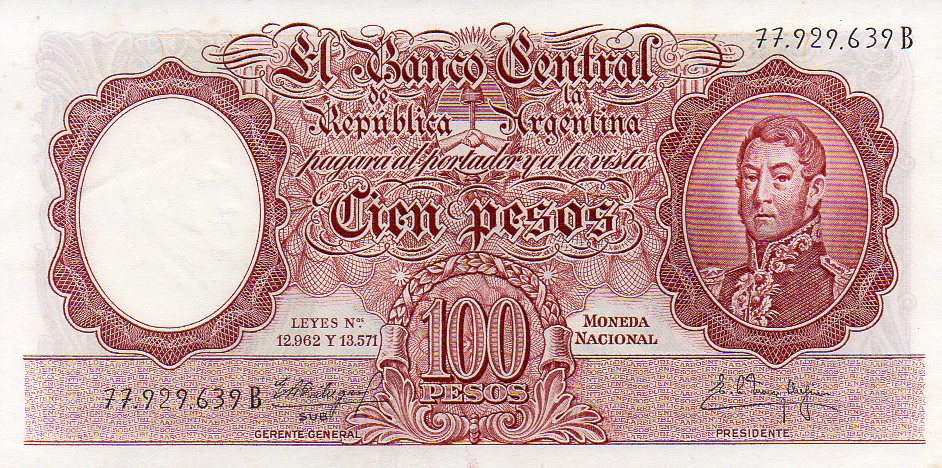 77.929.639 B
El Banco Central
de la
República Argentina
pagará al portador y a la vista
Cien pesos
LEYES Nos.
12.962 Y 13.571
100
PESOS
MONEDA
NACIONAL
77.929.639 B
SUB
GERENTE GENERAL
PRESIDENTE